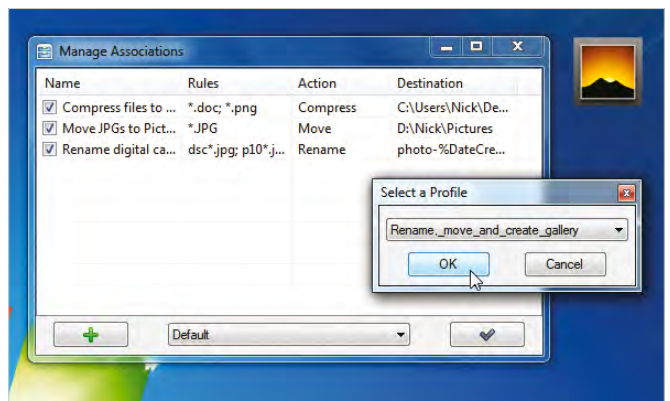 Manage Associations
Name Rules Action Destination
Compress files to ... *.doc; *.png Compress C:\Users\Nick\De...
Move JPGs to Pict... *.JPG Move D:\Nick\Pictures
Rename digital ca... dsc*.jpg; p10*.j... Rename photo-%DateCre...
Select a Profile
Rename,_move_and_create_gallery
OK Cancel
Default